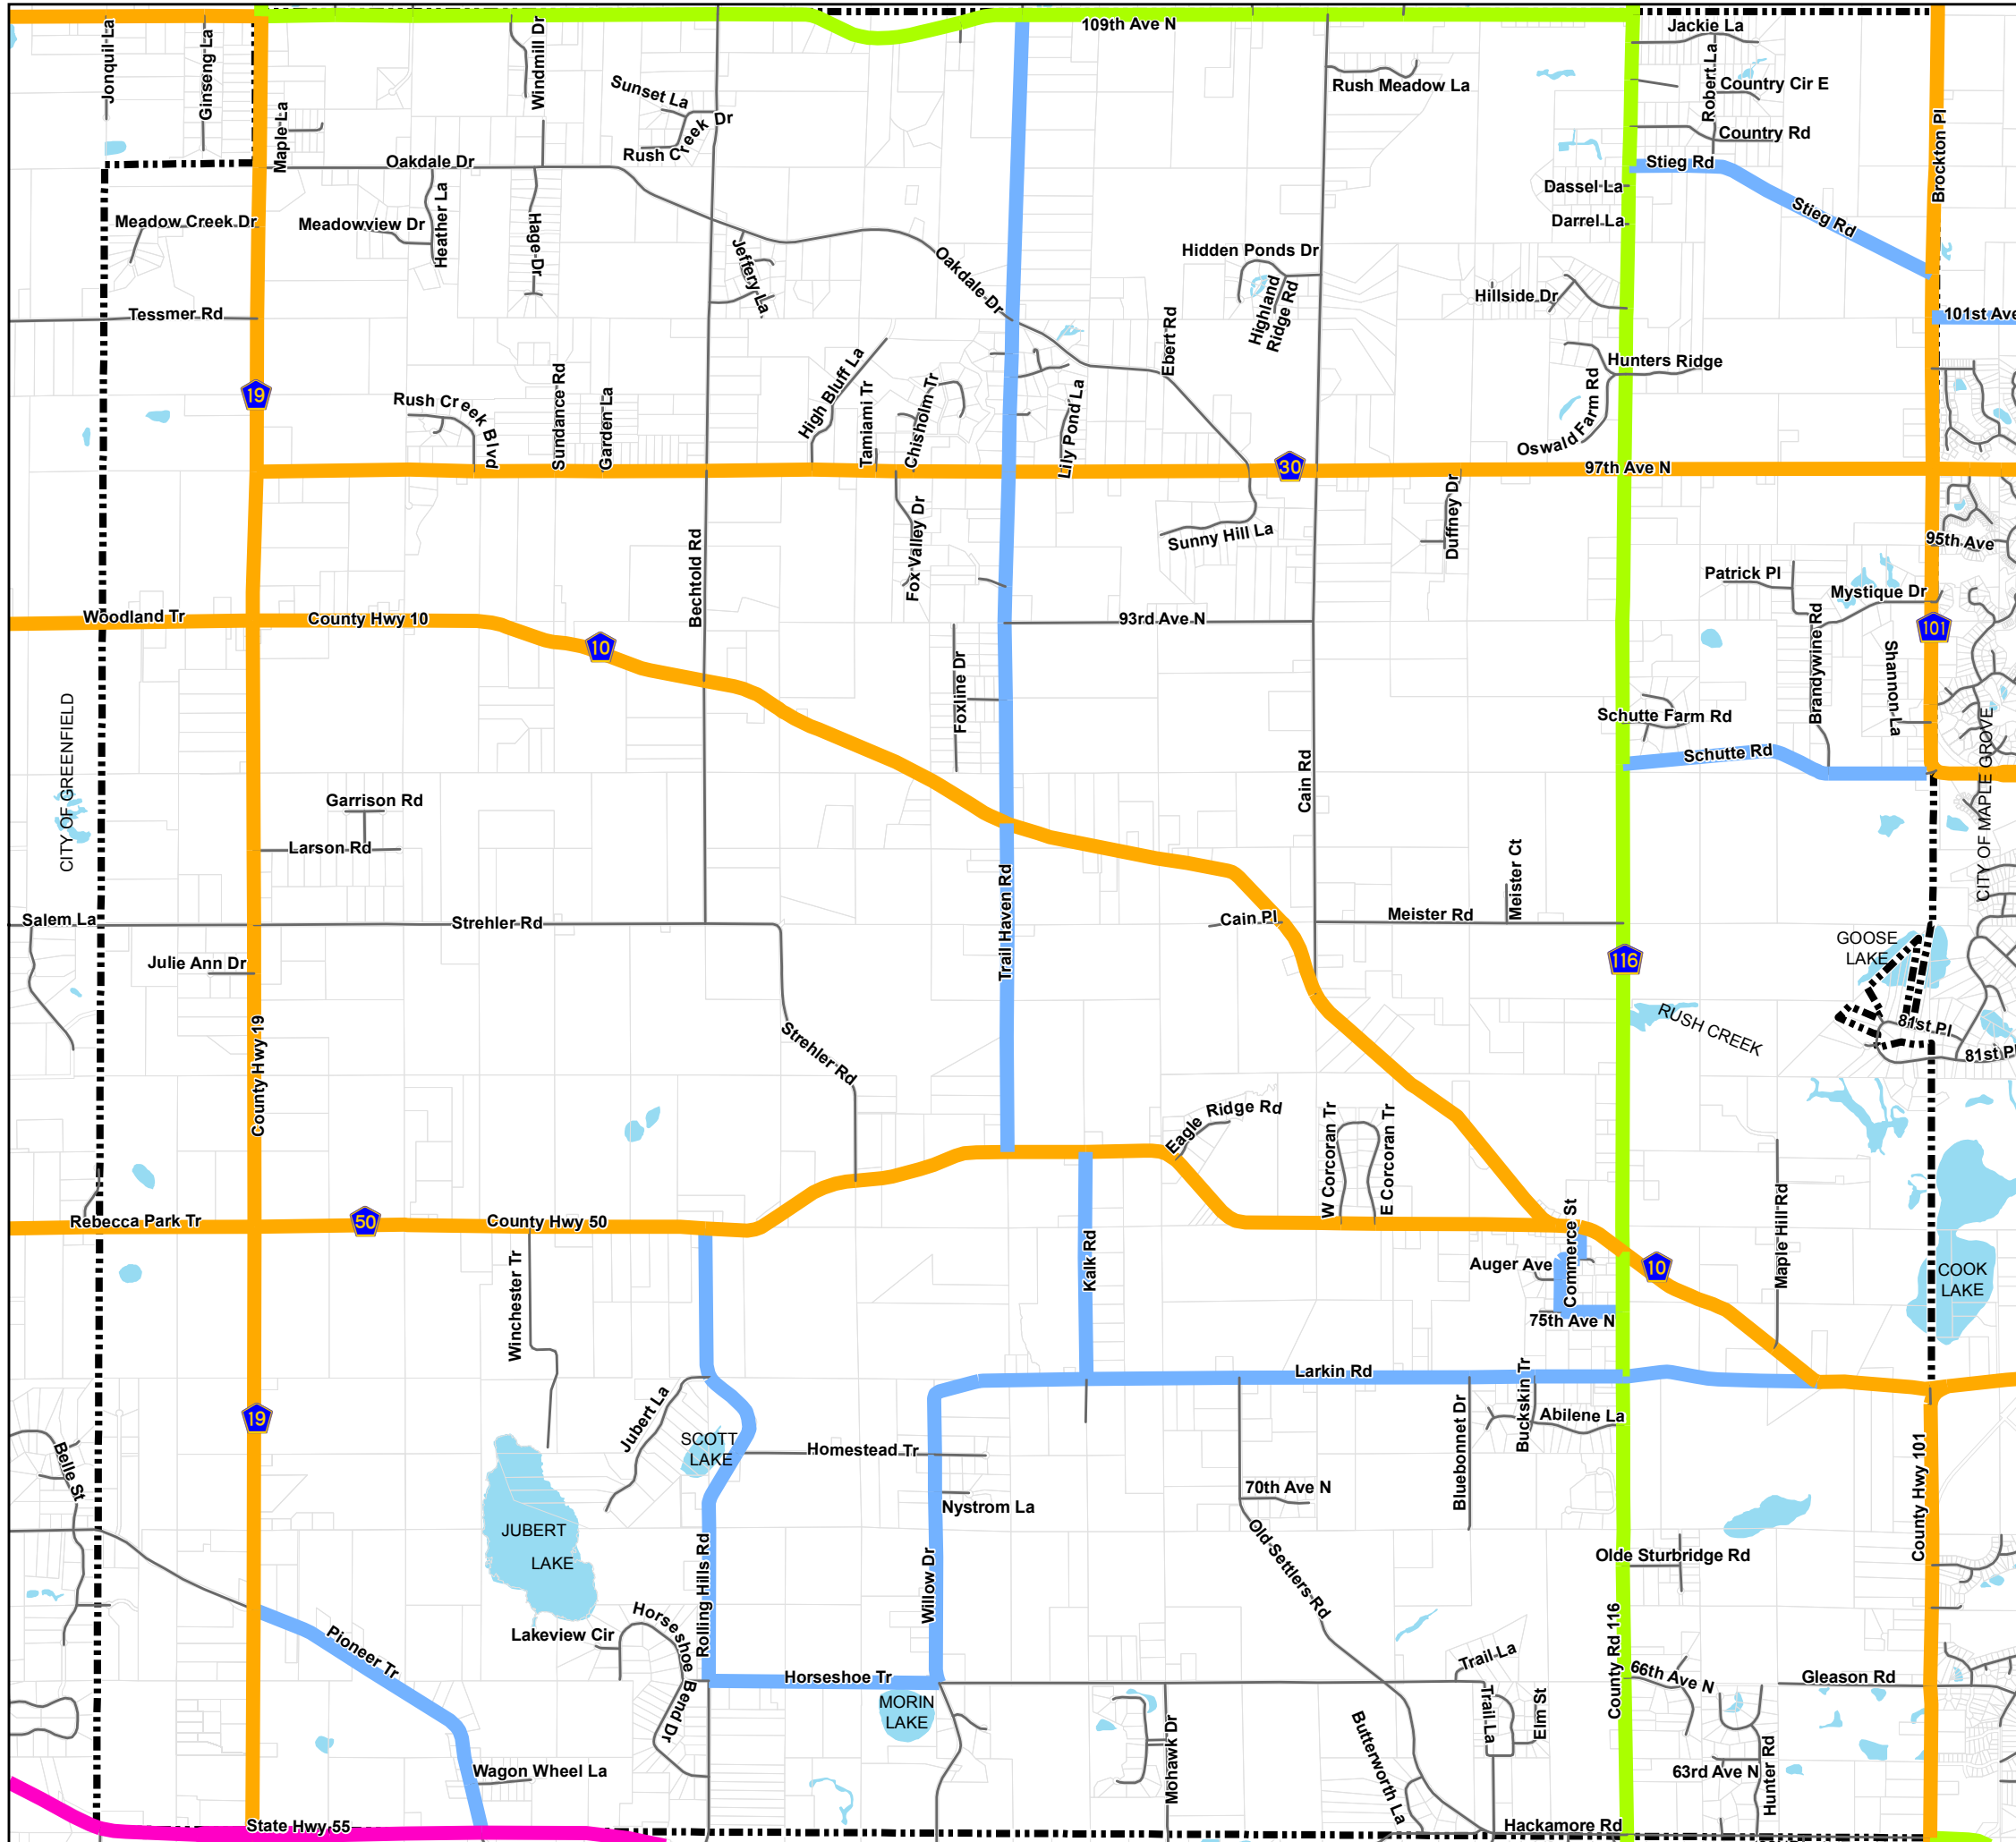 109th Ave N
Jonquil La
Ginseng La
Maple La
Windmill Dr
Sunset La
Rush Creek Dr
Rush Meadow La
Jackie La
Robert La
Country Cir E
Country Rd
Brockton Pl
Stieg Rd
Stieg Rd
Oakdale Dr
Dassel La
Darrel La
Meadow Creek Dr
Meadowview Dr
Heather La
Hage Dr
Jeffery La
Oakdale Dr
Hidden Ponds Dr
Highland
Ridge Rd
Hillside Dr
Tessmer Rd
101st Ave
Ebert Rd
Hunters Ridge
19
Rush Creek Blvd
Sundance Rd
Garden La
High Bluff La
Tamiami Tr
Chisholm Tr
Lily Pond La
Oswald Farm Rd
30
97th Ave N
Bechtold Rd
Fox Valley Dr
Sunny Hill La
Duffney Dr
95th Ave
Patrick Pl
Mystique Dr
Woodland Tr
County Hwy 10
10
93rd Ave N
101
Brandywine Rd
Shannon La
Foxline Dr
CITY OF GREENFIELD
Schutte Farm Rd
Schutte Rd
CITY OF MAPLE GROVE
Cain Rd
Garrison Rd
Larson Rd
Trail Haven Rd
Meister Ct
Salem La
Strehler Rd
Cain Pl
Meister Rd
Julie Ann Dr
116
GOOSE
LAKE
County Hwy 19
Strehler Rd
RUSH CREEK
81st Pl
81st Pl
Eagle Ridge Rd
W Corcoran Tr
E Corcoran Tr
Maple Hill Rd
Rebecca Park Tr
50
County Hwy 50
Winchester Tr
Kalk Rd
Commerce St
Auger Ave
10
COOK
LAKE
75th Ave N
Larkin Rd
19
Jubert La
Buckskin Tr
Bluebonnet Dr
Abilene La
Belle St
SCOTT
LAKE
Homestead Tr
County Hwy 101
70th Ave N
Nystrom La
JUBERT
LAKE
Rolling Hills Rd
Willow Dr
Old Settlers Rd
Olde Sturbridge Rd
Lakeview Cir
Horseshoe Bend Dr
Pioneer Tr
County Rd 116
Trail La
Horseshoe Tr
66th Ave N
Gleason Rd
MORIN
LAKE
Trail La
Elm St
Mohawk Dr
Butterworth La
Wagon Wheel La
63rd Ave N
Hunter Rd
State Hwy 55
Hackamore Rd